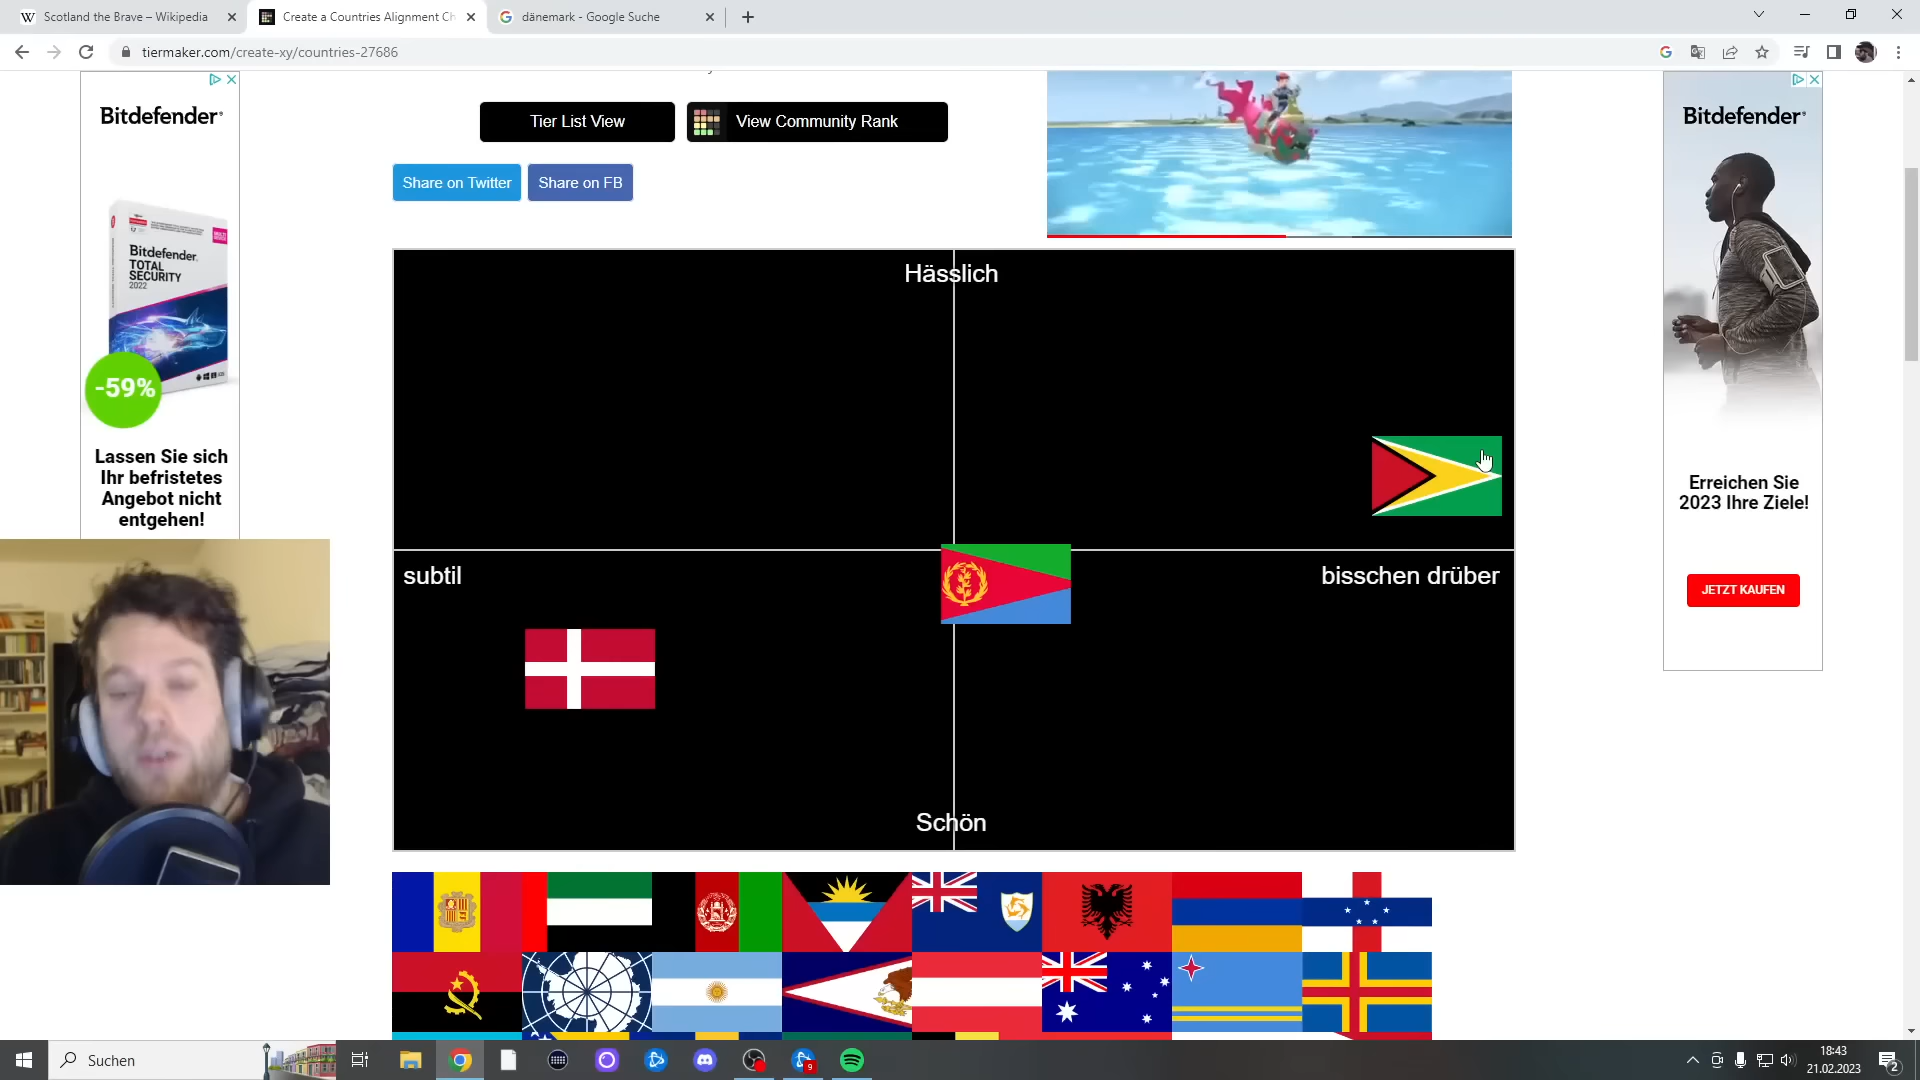 Scotland the Brave – Wikipedia
Create a Countries Alignment Ch
dänemark - Google Suche
tiermaker.com/create-xy/countries-27686
Bitdefender
Tier List View
View Community Rank
Share on Twitter
Share on FB
Bitdefender
TOTAL
SECURITY
2022
-59%
Lassen Sie sich
Ihr befristetes
Angebot nicht
entgehen!
Bitdefender
Erreichen Sie
2023 Ihre Ziele!
JETZT KAUFEN
Hässlich
subtil
bisschen drüber
Schön
Suchen
9
18:43
21.02.2023
2